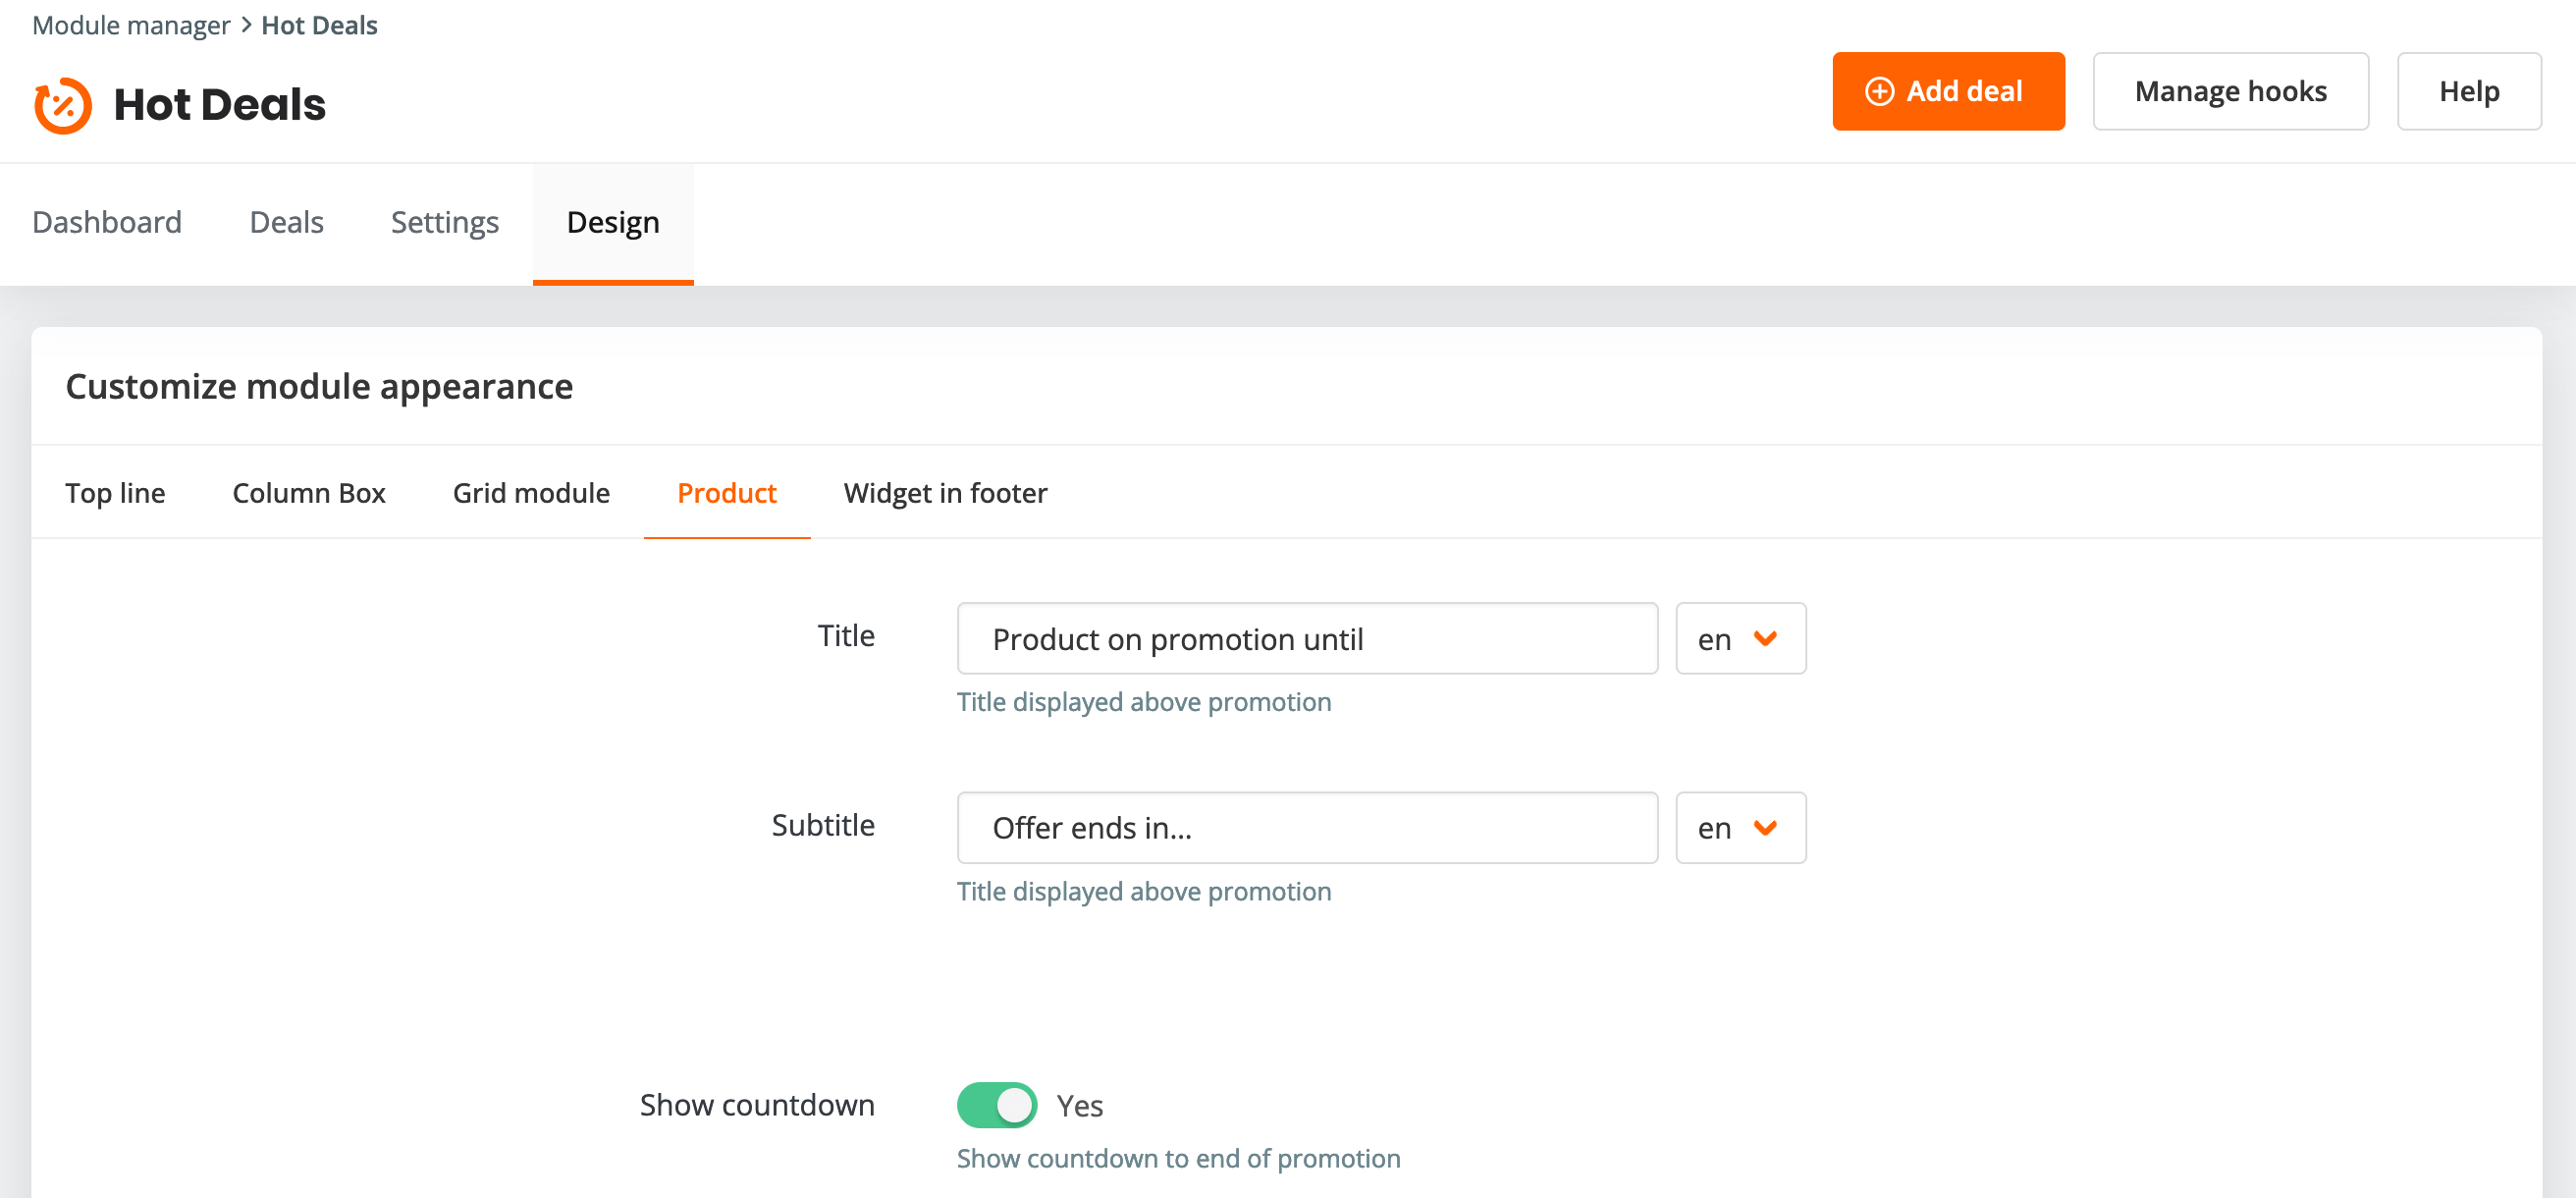 Module manager > Hot Deals
Hot Deals
Add deal
Manage hooks
Help
Dashboard
Deals
Settings
Design
Customize module appearance
Top line
Column Box
Grid module
Product
Widget in footer
Title
Product on promotion until
en
Title displayed above promotion
Subtitle
Offer ends in...
en
Title displayed above promotion
Show countdown
Yes
Show countdown to end of promotion